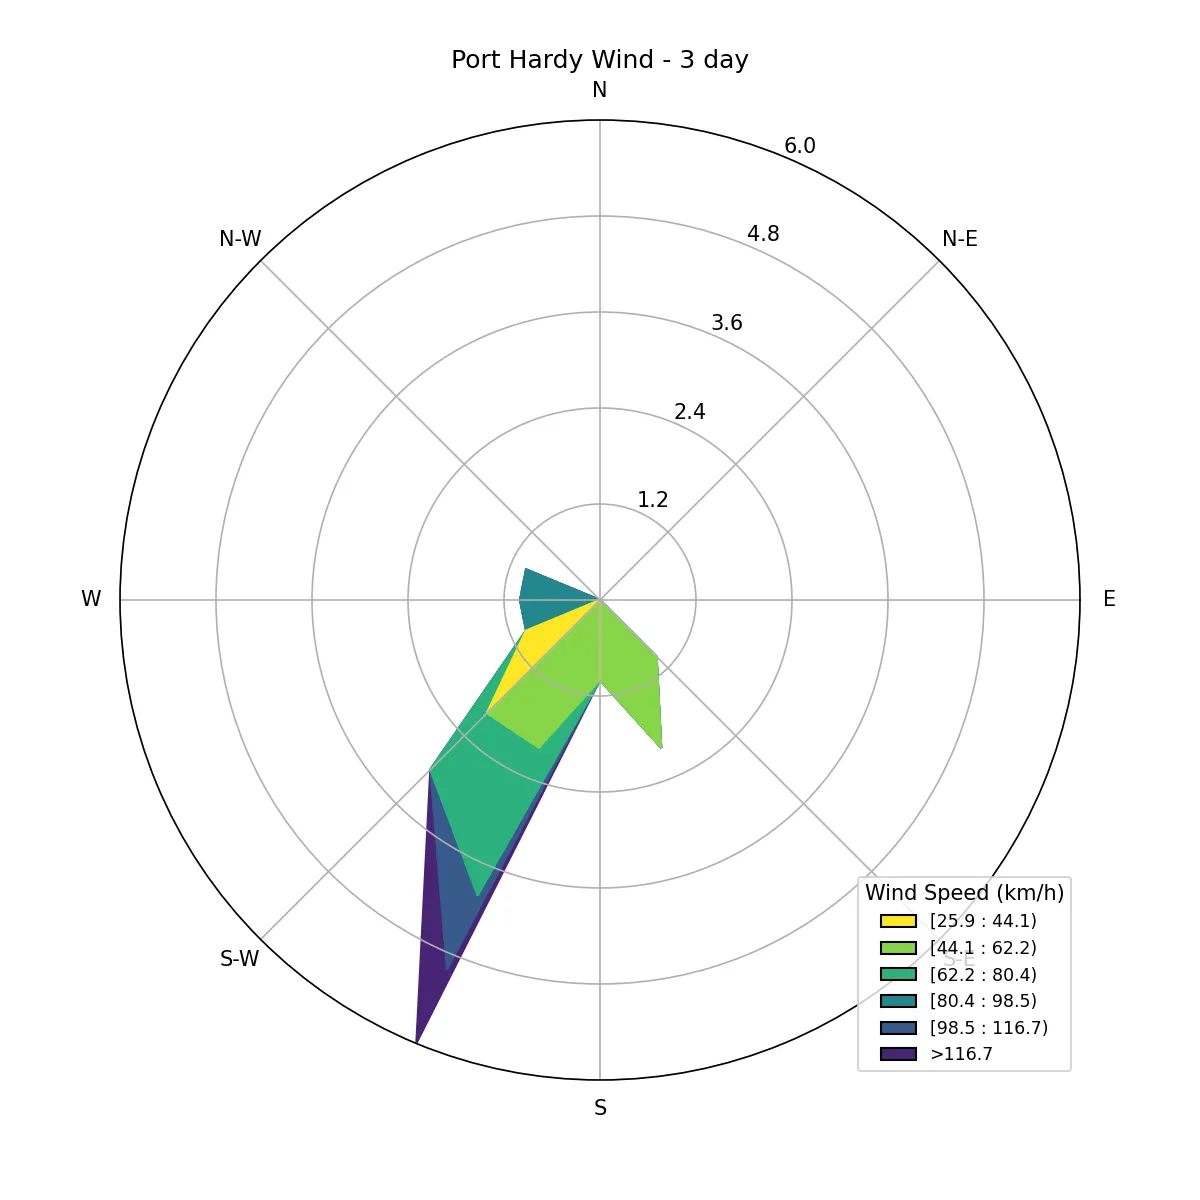 Port Hardy Wind - 3 day
N
6.0
4.8
N-W
N-E
3.6
2.4
1.2
W
E
S-W
S-E
Wind Speed (km/h)
[25.9 : 44.1)
[44.1 : 62.2)
[62.2 : 80.4)
[80.4 : 98.5)
[98.5 : 116.7)
>116.7
S